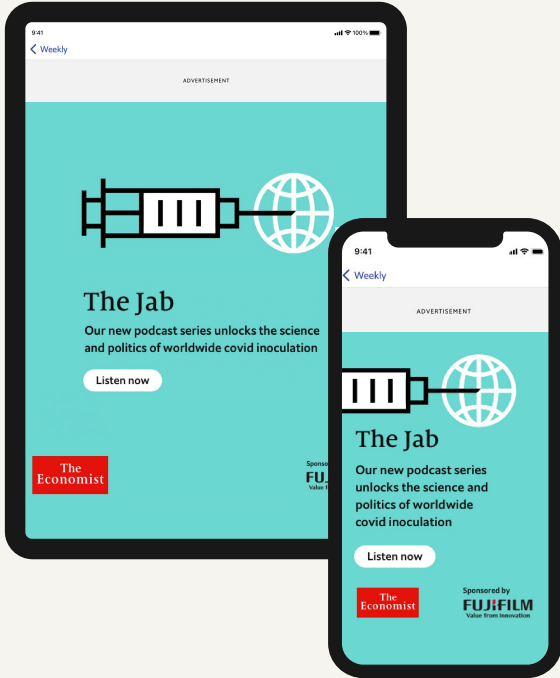 9:41
100%
Weekly
ADVERTISEMENT
The Jab
Our new podcast series unlocks the science
and politics of worldwide covid inoculation
Listen now
The
Economist
9:41
Weekly
ADVERTISEMENT
The Jab
Our new podcast series
unlocks the science and
politics of worldwide
covid inoculation
Listen now
The
Economist
Sponsored by
FUJIFILM
Value from Innovation